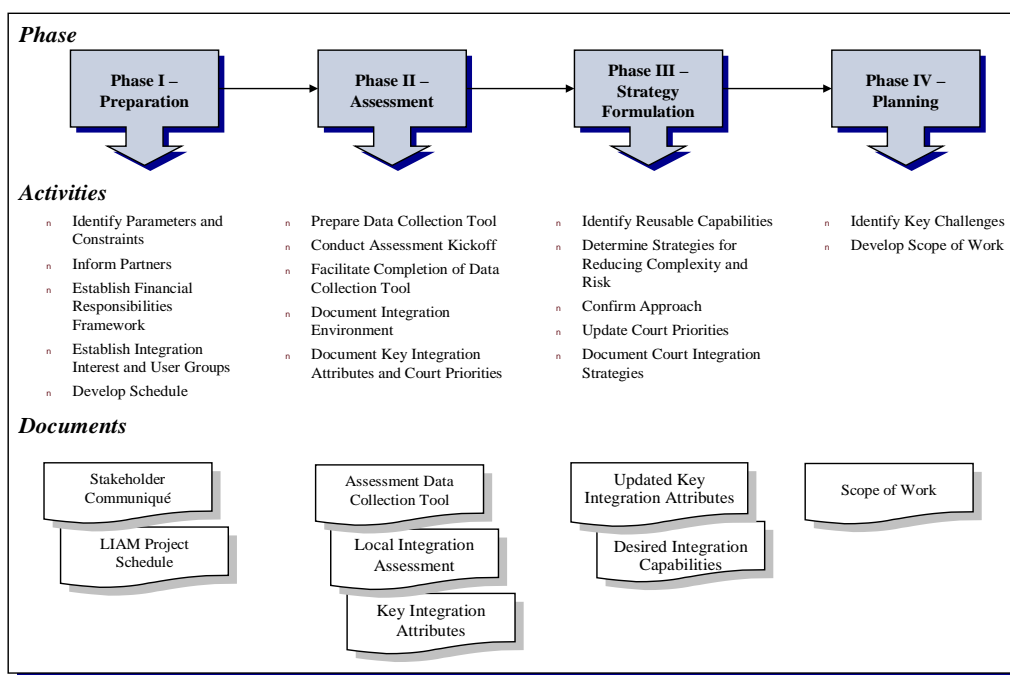 Phase
Phase I –
Preparation
Phase II –
Assessment
Phase III –
Strategy
Formulation
Phase IV –
Planning
Activities
n Identify Parameters and
Constraints
n Inform Partners
n Establish Financial
Responsibilities
Framework
n Establish Integration
Interest and User Groups
n Develop Schedule
n Prepare Data Collection Tool
n Conduct Assessment Kickoff
n Facilitate Completion of Data
Collection Tool
n Document Integration
Environment
n Document Key Integration
Attributes and Court Priorities
n Identify Reusable Capabilities
n Determine Strategies for
Reducing Complexity and
Risk
n Confirm Approach
n Update Court Priorities
n Document Court Integration
Strategies
n Identify Key Challenges
n Develop Scope of Work
Documents
Stakeholder
Communiqué
LIAM Project
Schedule
Assessment Data
Collection Tool
Local Integration
Assessment
Key Integration
Attributes
Updated Key
Integration Attributes
Desired Integration
Capabilities
Scope of Work